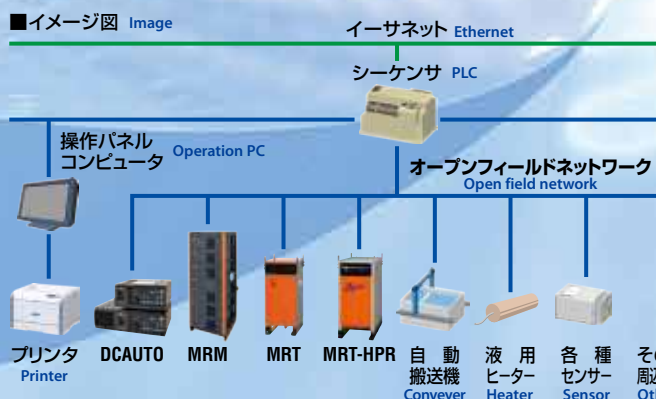 ■イメージ図 Image
イーサネット Ethernet
シーケンサ PLC
操作パネル
コンピュータ Operation PC
オープンフィールドネットワーク
Open field network
プリンタ
Printer
DCAUTO
MRM
MRT
MRT-HPR
自動
搬送機
Conveyer
液用
ヒーター
Heater
各種
センサー
Sensor